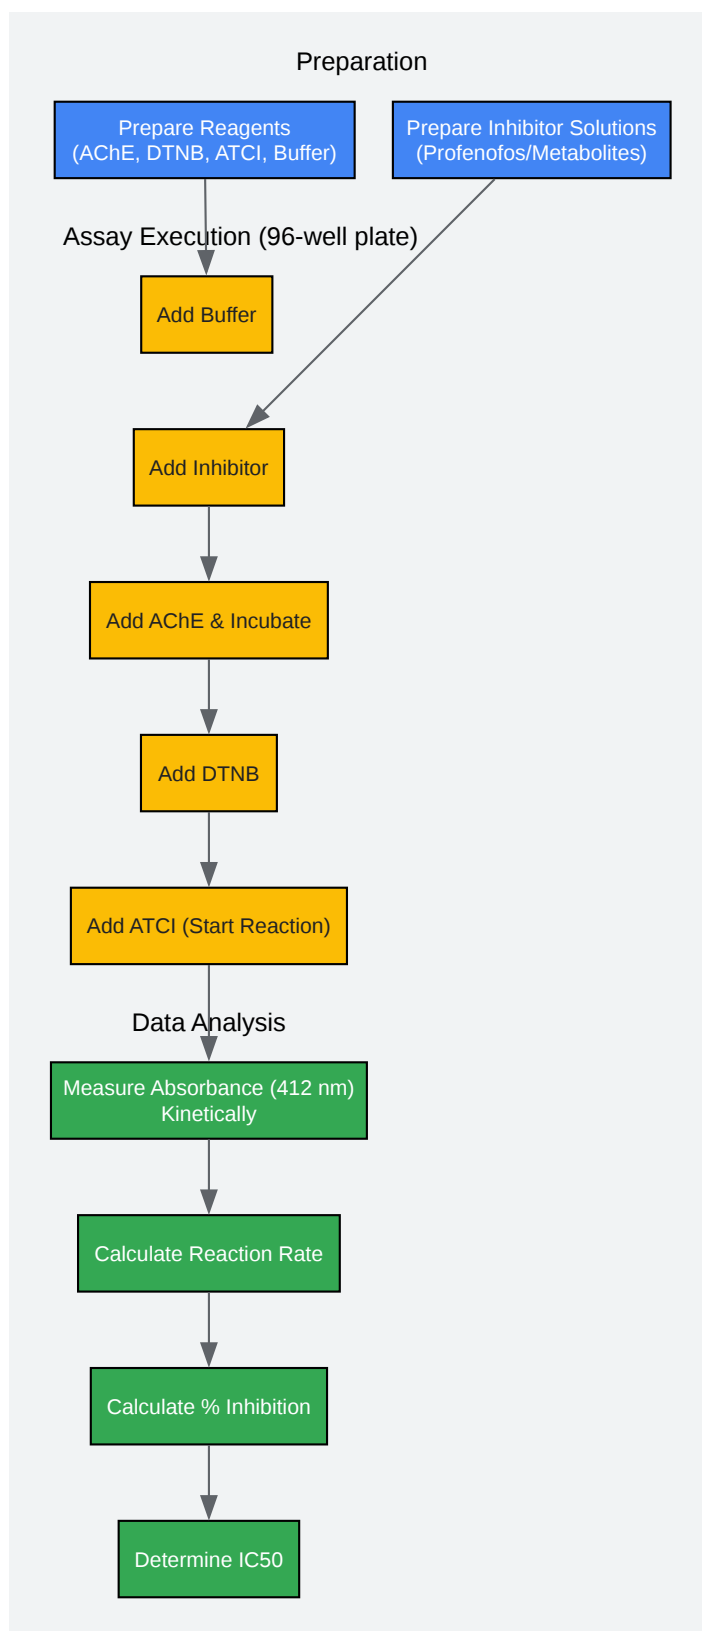 Preparation
Prepare Reagents
(AChE, DTNB, ATCI, Buffer)
Prepare Inhibitor Solutions
(Profenofos/Metabolites)
Assay Execution (96-well plate)
Add Buffer
Add Inhibitor
Add AChE & Incubate
Add DTNB
Add ATCI (Start Reaction)
Data Analysis
Measure Absorbance (412 nm)
Kinetically
Calculate Reaction Rate
Calculate % Inhibition
Determine IC50